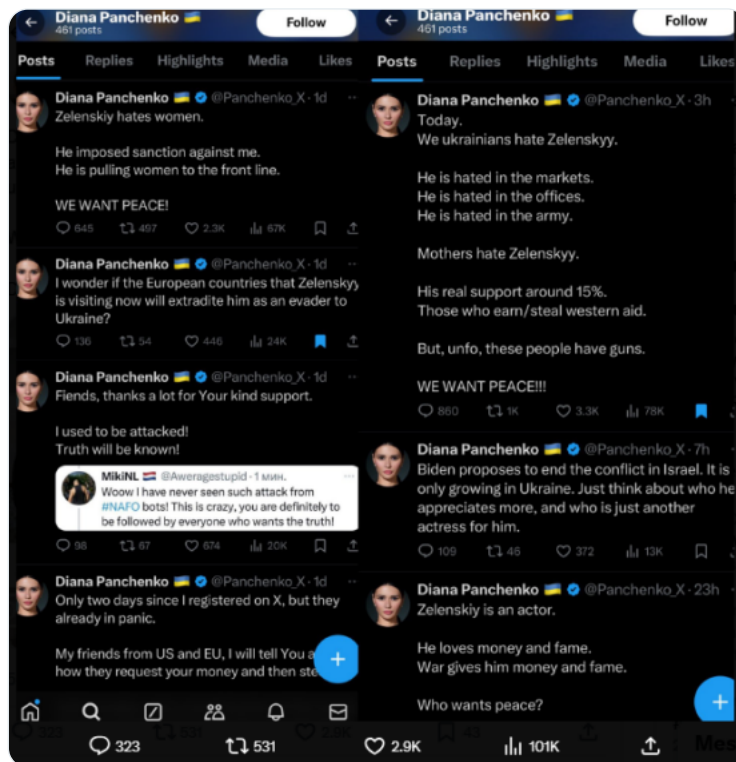 Diana Panchenko 🇺🇦
461 posts
Follow
Posts Replies Highlights Media Likes
Diana Panchenko 🇺🇦 @Panchenko_X · 1d
Zelenskiy hates women.
He imposed sanction against me.
He is pulling women to the front line.
WE WANT PEACE!
645 497 2.3K 67K
Diana Panchenko 🇺🇦 @Panchenko_X · 1d
I wonder if the European countries that Zelenskyy
is visiting now will extradite him as an evader to
Ukraine?
136 54 446 24K
Diana Panchenko 🇺🇦 @Panchenko_X · 1d
Fiends, thanks a lot for Your kind support.
I used to be attacked!
Truth will be known!
MikiNL 🇳🇱 @Aweragestupid · 1 мин.
Woow I have never seen such attack from
#NAFO bots! This is crazy, you are definitely to
be followed by everyone who wants the truth!
98 67 674 20K
Diana Panchenko 🇺🇦 @Panchenko_X · 1d
Only two days since I registered on X, but they
already in panic.
My friends from US and EU, I will tell You a
how they request your money and then ste
Diana Panchenko 🇺🇦
461 posts
Follow
Posts Replies Highlights Media Likes
Diana Panchenko 🇺🇦 @Panchenko_X · 3h
Today.
We ukrainians hate Zelenskyy.
He is hated in the markets.
He is hated in the offices.
He is hated in the army.
Mothers hate Zelenskyy.
His real support around 15%.
Those who earn/steal western aid.
But, unfo, these people have guns.
WE WANT PEACE!!!
860 1K 3.3K 78K
Diana Panchenko 🇺🇦 @Panchenko_X · 7h
Biden proposes to end the conflict in Israel. It is
only growing in Ukraine. Just think about who he
appreciates more, and who is just another
actress for him.
109 46 372 13K
Diana Panchenko 🇺🇦 @Panchenko_X · 23h
Zelenskiy is an actor.
He loves money and fame.
War gives him money and fame.
Who wants peace?
323 531 2.9K 43
323 531 2.9K 101K
Mes